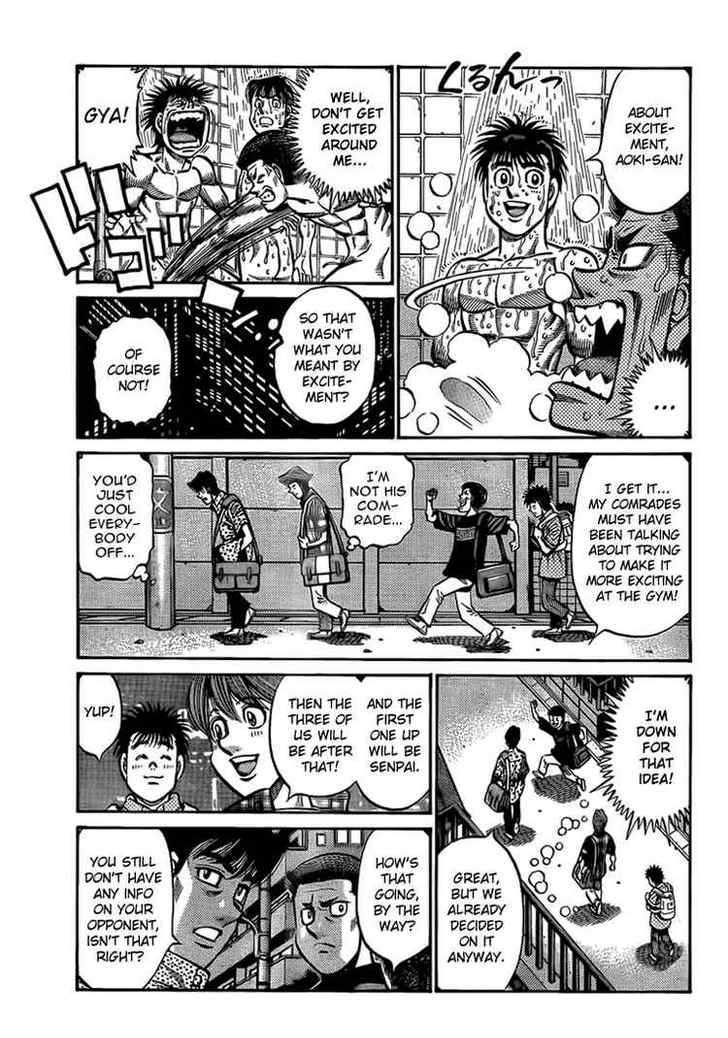 くるんっ
ABOUT
EXCITE-
MENT,
AOKI-SAN!
...
WELL,
DON'T GET
EXCITED
AROUND
ME...
GYA!
SO THAT
WASN'T
WHAT YOU
MEANT BY
EXCITE-
MENT?
OF
COURSE
NOT!
I GET IT...
MY COMRADES
MUST HAVE
BEEN TALKING
ABOUT TRYING
TO MAKE IT
MORE EXCITING
AT THE GYM!
I'M
NOT HIS
COM-
RADE...
YOU'D
JUST
COOL
EVERY-
BODY
OFF...
I'M
DOWN
FOR
THAT
IDEA!
GREAT,
BUT WE
ALREADY
DECIDED
ON IT
ANYWAY.
AND THE
FIRST
ONE UP
WILL BE
SENPAI.
THEN THE
THREE OF
US WILL
BE AFTER
THAT!
YUP!
HOW'S
THAT
GOING,
BY THE
WAY?
YOU STILL
DON'T HAVE
ANY INFO
ON YOUR
OPPONENT,
ISN'T THAT
RIGHT?